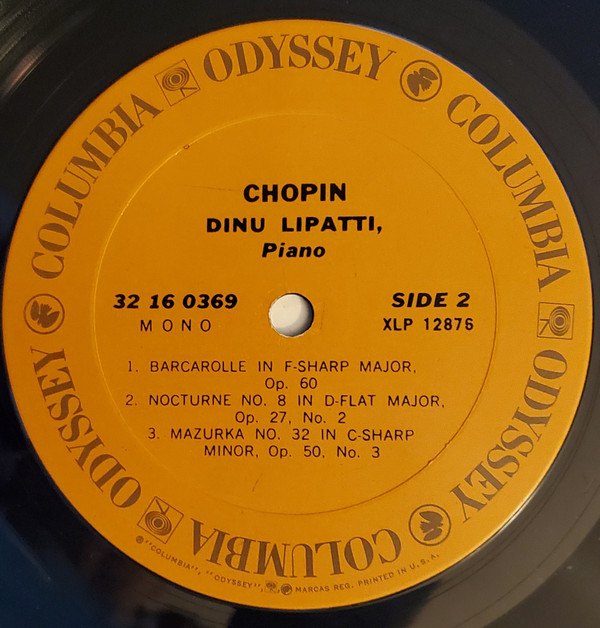 COLUMBIA ODYSSEY COLUMBIA ODYSSEY COLUMBIA ODYSSEY
CHOPIN
DINU LIPATTI,
Piano
32 16 0369 SIDE 2
MONO XLP 12876
1. BARCAROLLE IN F-SHARP MAJOR,
Op. 60
2. NOCTURNE NO. 8 IN D-FLAT MAJOR,
Op. 27, No. 2
3. MAZURKA NO. 32 IN C-SHARP
MINOR, Op. 50, No. 3
"COLUMBIA", "ODYSSEY" MARCAS REG. PRINTED IN U.S.A.